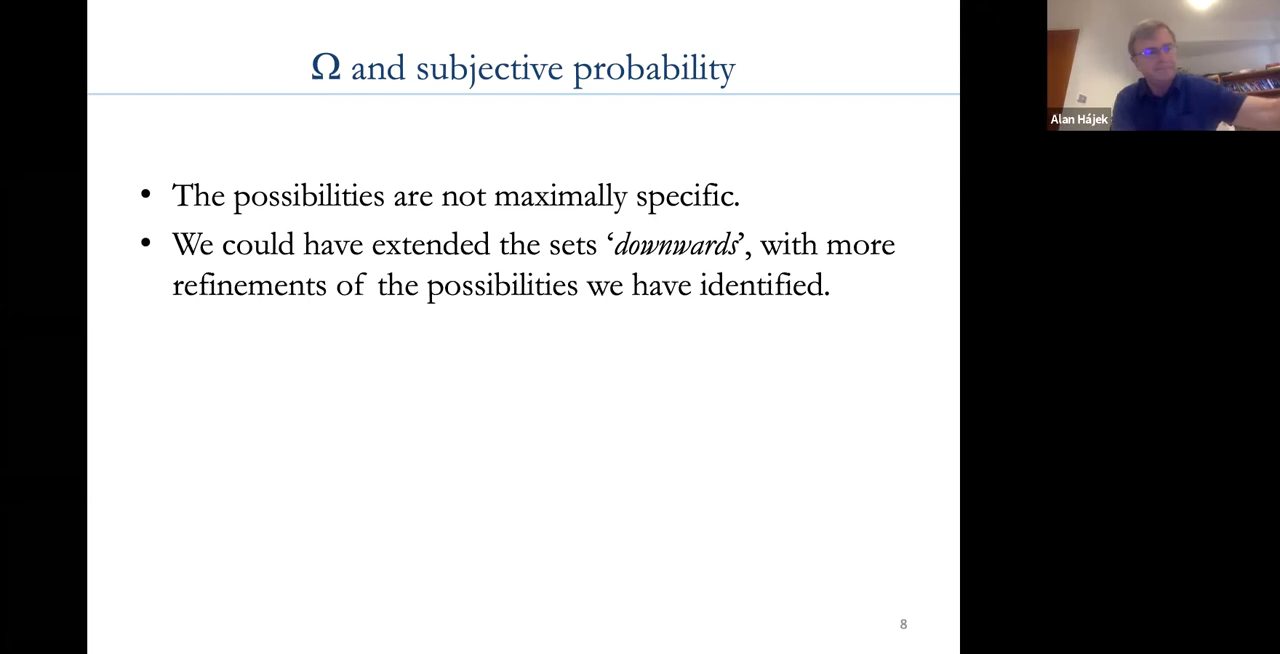 Ω and subjective probability
Alan Hájek
• The possibilities are not maximally specific.
• We could have extended the sets ‘downwards’, with more
refinements of the possibilities we have identified.
8